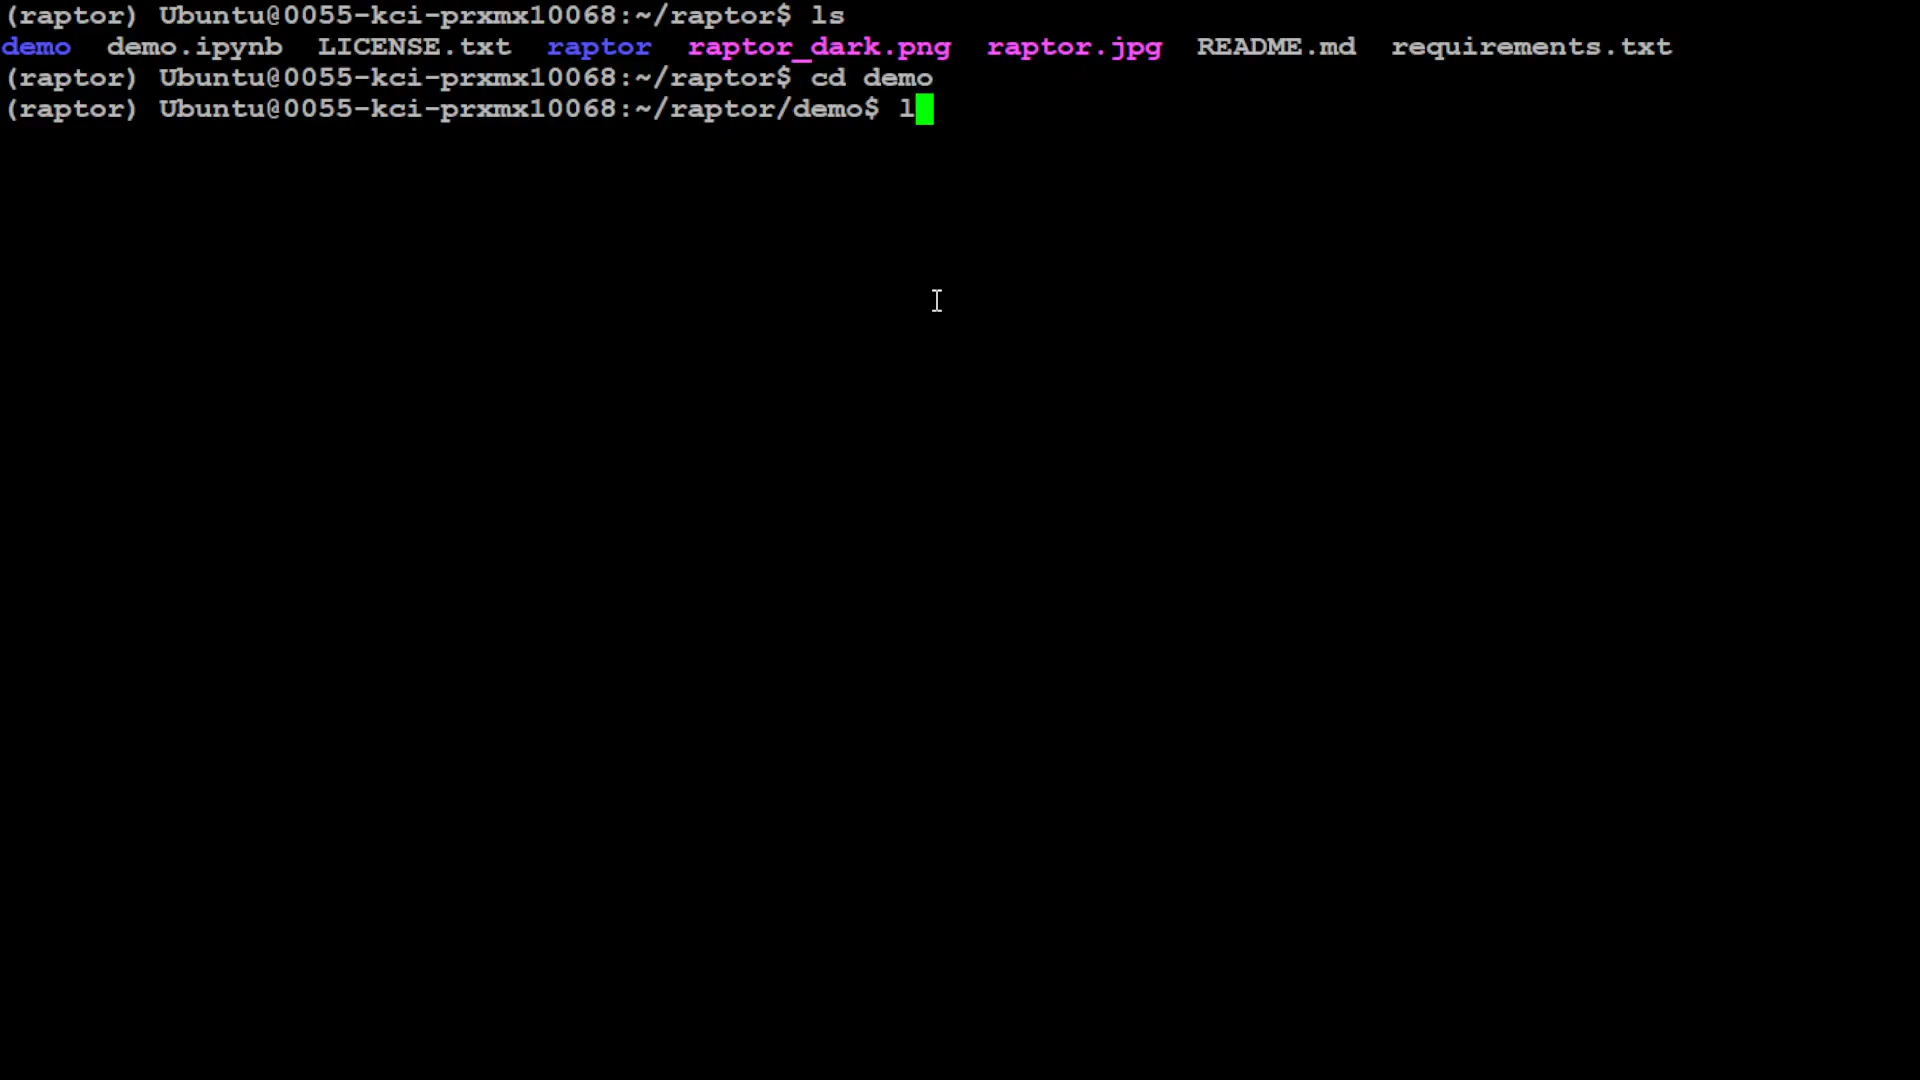 (raptor) Ubuntu@0055-kci-prxmx10068:~/raptor$ ls
demo  demo.ipynb  LICENSE.txt  raptor  raptor_dark.png  raptor.jpg  README.md  requirements.txt
(raptor) Ubuntu@0055-kci-prxmx10068:~/raptor$ cd demo
(raptor) Ubuntu@0055-kci-prxmx10068:~/raptor/demo$ l